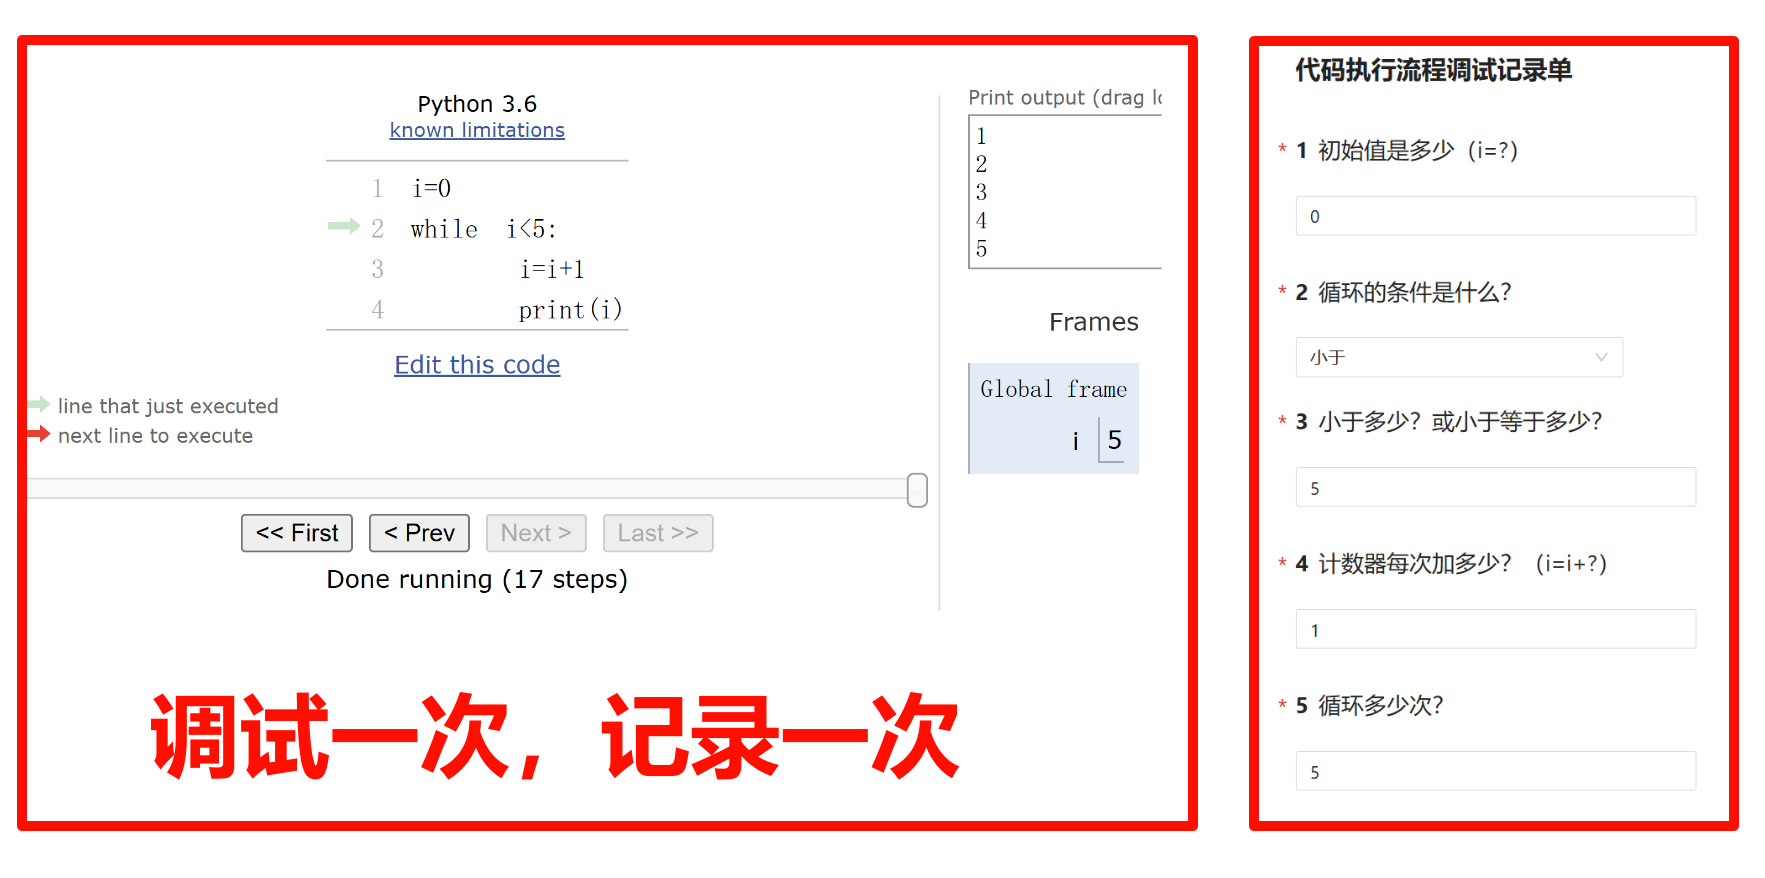 Python 3.6
known limitations
1 i=0
2 while i<5:
3 i=i+1
4 print(i)
Edit this code
line that just executed
next line to execute
<< First < Prev Next > Last >>
Done running (17 steps)
Print output (drag lo
1
2
3
4
5
Frames
Global frame
i 5
调试一次，记录一次
代码执行流程调试记录单
* 1 初始值是多少（i=?）
0
* 2 循环的条件是什么？
小于
* 3 小于多少？或小于等于多少？
5
* 4 计数器每次加多少？（i=i+?）
1
* 5 循环多少次？
5